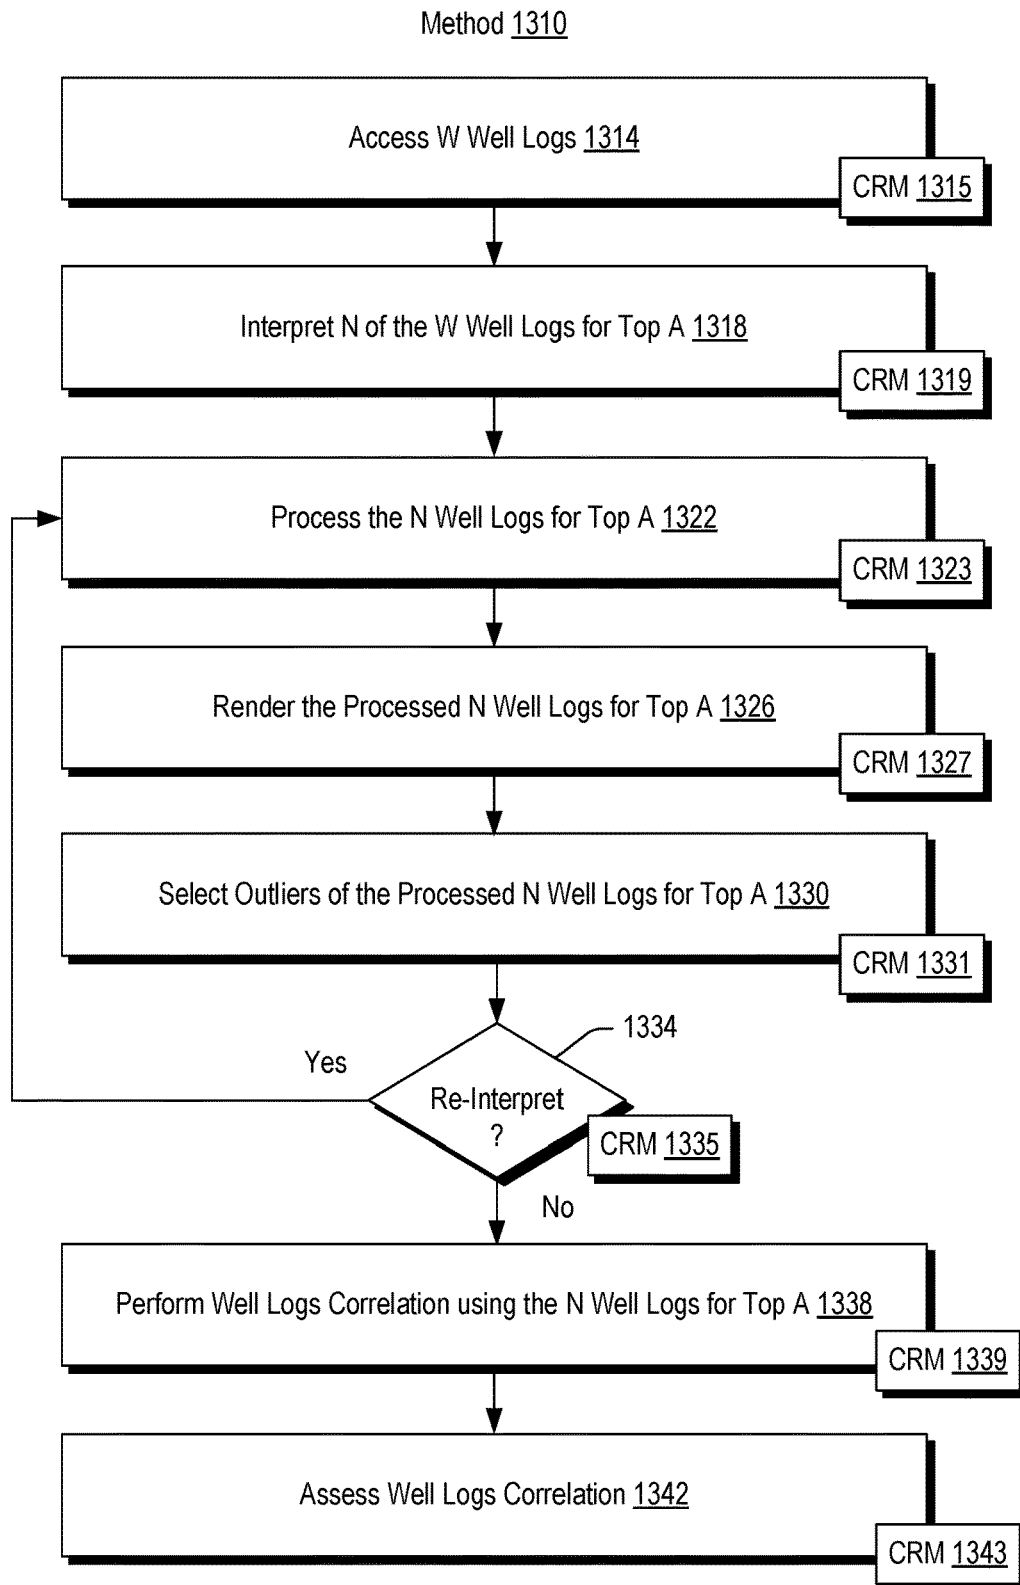 Method 1310
Access W Well Logs 1314
CRM 1315
Interpret N of the W Well Logs for Top A 1318
CRM 1319
Process the N Well Logs for Top A 1322
CRM 1323
Render the Processed N Well Logs for Top A 1326
CRM 1327
Select Outliers of the Processed N Well Logs for Top A 1330
CRM 1331
1334
Yes
Re-Interpret
?
CRM 1335
No
Perform Well Logs Correlation using the N Well Logs for Top A 1338
CRM 1339
Assess Well Logs Correlation 1342
CRM 1343